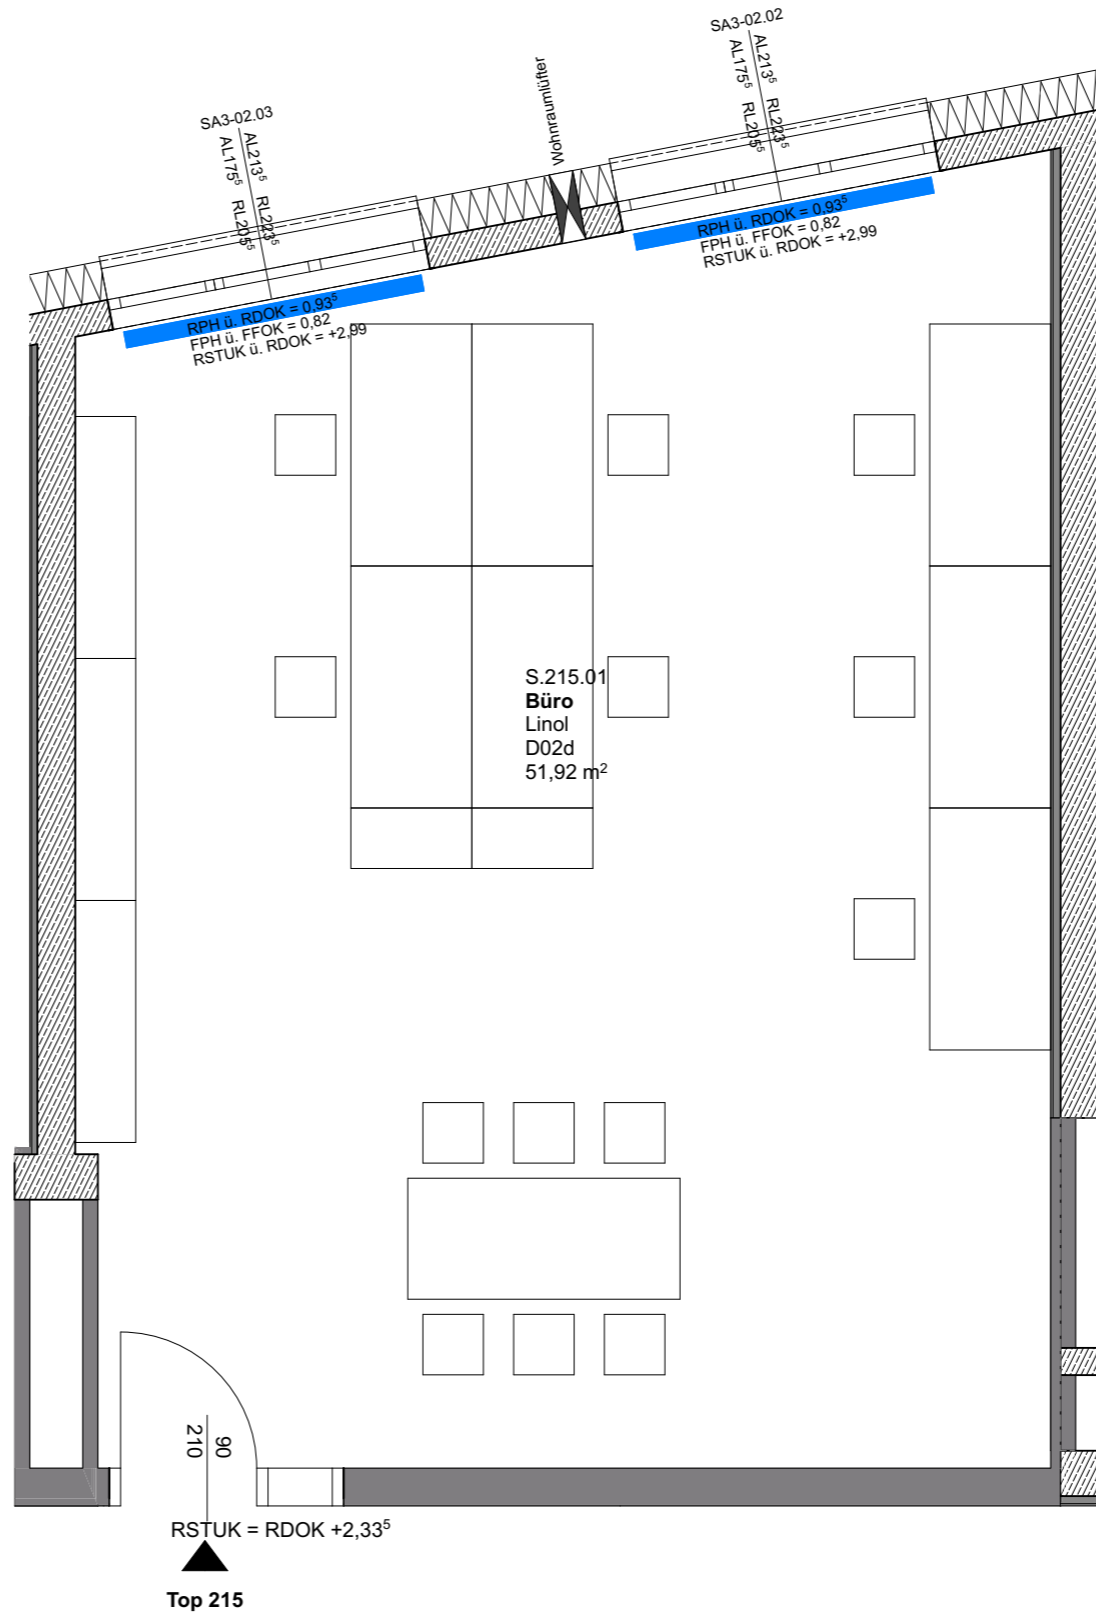 SA3-02.02
AL213⁵ RL223⁵
AL175⁵ RL205⁵
Wohnraumlüfter
SA3-02.03
AL213⁵ RL223⁵
AL175⁵ RL205⁵
RPH ü. RDOK = 0,93⁵
FPH ü. FFOK = 0,82
RSTUK ü. RDOK = +2,99
RPH ü. RDOK = 0,93⁵
FPH ü. FFOK = 0,82
RSTUK ü. RDOK = +2,99
S.215.01
Büro
Linol
D02d
51,92 m²
90
210
RSTUK = RDOK +2,33⁵
Top 215